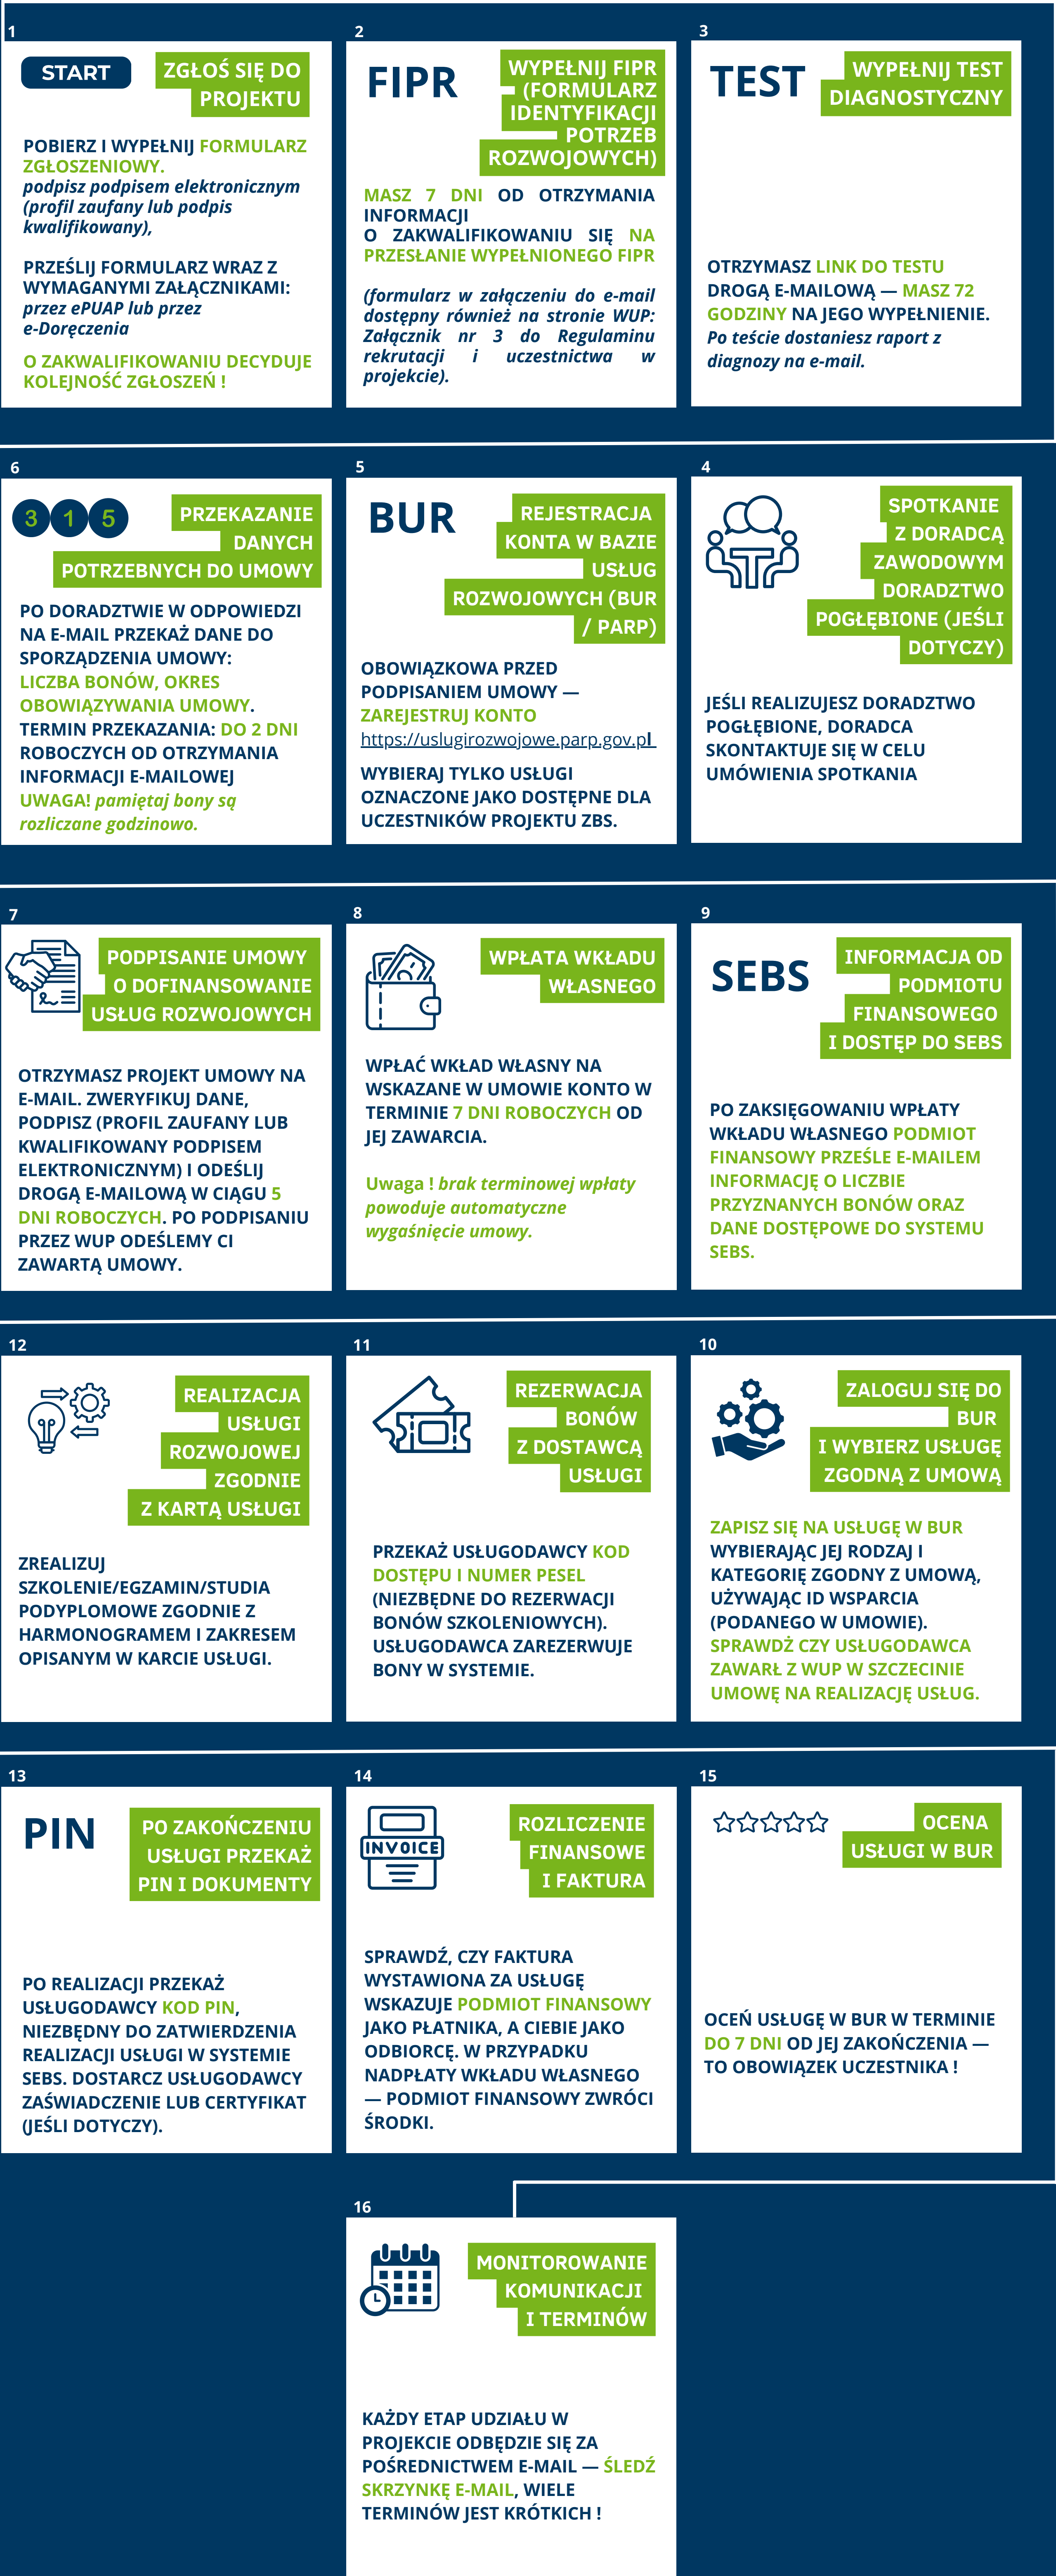 1
START
ZGŁOŚ SIĘ DO
PROJEKTU
POBIERZ I WYPEŁNIJ FORMULARZ
ZGŁOSZENIOWY.
podpisz podpisem elektronicznym
(profil zaufany lub podpis
kwalifikowany),
PRZEŚLIJ FORMULARZ WRAZ Z
WYMAGANYMI ZAŁĄCZNIKAMI:
przez ePUAP lub przez
e-Doręczenia
O ZAKWALIFIKOWANIU DECYDUJE
KOLEJNOŚĆ ZGŁOSZEŃ !
2
FIPR
WYPEŁNIJ FIPR
(FORMULARZ
IDENTYFIKACJI
POTRZEB
ROZWOJOWYCH)
MASZ 7 DNI OD OTRZYMANIA
INFORMACJI
O ZAKWALIFIKOWANIU SIĘ NA
PRZESŁANIE WYPEŁNIONEGO FIPR
(formularz w załączeniu do e-mail
dostępny również na stronie WUP:
Załącznik nr 3 do Regulaminu
rekrutacji i uczestnictwa w
projekcie).
3
TEST
WYPEŁNIJ TEST
DIAGNOSTYCZNY
OTRZYMASZ LINK DO TESTU
DROGĄ E-MAILOWĄ — MASZ 72
GODZINY NA JEGO WYPEŁNIENIE.
Po teście dostaniesz raport z
diagnozy na e-mail.
6
3 1 5
PRZEKAZANIE
DANYCH
POTRZEBNYCH DO UMOWY
PO DORADZTWIE W ODPOWIEDZI
NA E-MAIL PRZEKAŻ DANE DO
SPORZĄDZENIA UMOWY:
LICZBA BONÓW, OKRES
OBOWIĄZYWANIA UMOWY.
TERMIN PRZEKAZANIA: DO 2 DNI
ROBOCZYCH OD OTRZYMANIA
INFORMACJI E-MAILOWEJ
UWAGA! pamiętaj bony są
rozliczane godzinowo.
5
BUR
REJESTRACJA
KONTA W BAZIE
USŁUG
ROZWOJOWYCH (BUR
/ PARP)
OBOWIĄZKOWA PRZED
PODPISANIEM UMOWY —
ZAREJESTRUJ KONTO
https://uslugirozwojowe.parp.gov.pl
WYBIERAJ TYLKO USŁUGI
OZNACZONE JAKO DOSTĘPNE DLA
UCZESTNIKÓW PROJEKTU ZBS.
4
SPOTKANIE
Z DORADCĄ
ZAWODOWYM
DORADZTWO
POGŁĘBIONE (JEŚLI
DOTYCZY)
JEŚLI REALIZUJESZ DORADZTWO
POGŁĘBIONE, DORADCA
SKONTAKTUJE SIĘ W CELU
UMÓWIENIA SPOTKANIA
7
PODPISANIE UMOWY
O DOFINANSOWANIE
USŁUG ROZWOJOWYCH
OTRZYMASZ PROJEKT UMOWY NA
E-MAIL. ZWERYFIKUJ DANE,
PODPISZ (PROFIL ZAUFANY LUB
KWALIFIKOWANY PODPISEM
ELEKTRONICZNYM) I ODEŚLIJ
DROGĄ E-MAILOWĄ W CIĄGU 5
DNI ROBOCZYCH. PO PODPISANIU
PRZEZ WUP ODEŚLEMY CI
ZAWARTĄ UMOWY.
8
WPŁATA WKŁADU
WŁASNEGO
WPŁAĆ WKŁAD WŁASNY NA
WSKAZANE W UMOWIE KONTO W
TERMINIE 7 DNI ROBOCZYCH OD
JEJ ZAWARCIA.
Uwaga ! brak terminowej wpłaty
powoduje automatyczne
wygaśnięcie umowy.
9
SEBS
INFORMACJA OD
PODMIOTU
FINANSOWEGO
I DOSTĘP DO SEBS
PO ZAKSIĘGOWANIU WPŁATY
WKŁADU WŁASNEGO PODMIOT
FINANSOWY PRZEŚLE E-MAILEM
INFORMACJĘ O LICZBIE
PRZYZNANYCH BONÓW ORAZ
DANE DOSTĘPOWE DO SYSTEMU
SEBS.
12
REALIZACJA
USŁUGI
ROZWOJOWEJ
ZGODNIE
Z KARTĄ USŁUGI
ZREALIZUJ
SZKOLENIE/EGZAMIN/STUDIA
PODYPLOMOWE ZGODNIE Z
HARMONOGRAMEM I ZAKRESEM
OPISANYM W KARCIE USŁUGI.
11
REZERWACJA
BONÓW
Z DOSTAWCĄ
USŁUGI
PRZEKAŻ USŁUGODAWCY KOD
DOSTĘPU I NUMER PESEL
(NIEZBĘDNE DO REZERWACJI
BONÓW SZKOLENIOWYCH).
USŁUGODAWCA ZAREZERWUJE
BONY W SYSTEMIE.
10
ZALOGUJ SIĘ DO
BUR
I WYBIERZ USŁUGĘ
ZGODNĄ Z UMOWĄ
ZAPISZ SIĘ NA USŁUGĘ W BUR
WYBIERAJĄC JEJ RODZAJ I
KATEGORIĘ ZGODNY Z UMOWĄ,
UŻYWAJĄC ID WSPARCIA
(PODANEGO W UMOWIE).
SPRAWDŹ CZY USŁUGODAWCA
ZAWARŁ Z WUP W SZCZECINIE
UMOWĘ NA REALIZACJĘ USŁUG.
13
PIN
PO ZAKOŃCZENIU
USŁUGI PRZEKAŻ
PIN I DOKUMENTY
PO REALIZACJI PRZEKAŻ
USŁUGODAWCY KOD PIN,
NIEZBĘDNY DO ZATWIERDZENIA
REALIZACJI USŁUGI W SYSTEMIE
SEBS. DOSTARCZ USŁUGODAWCY
ZAŚWIADCZENIE LUB CERTYFIKAT
(JEŚLI DOTYCZY).
14
INVOICE
ROZLICZENIE
FINANSOWE
I FAKTURA
SPRAWDŹ, CZY FAKTURA
WYSTAWIONA ZA USŁUGĘ
WSKAZUJE PODMIOT FINANSOWY
JAKO PŁATNIKA, A CIEBIE JAKO
ODBIORCĘ. W PRZYPADKU
NADPŁATY WKŁADU WŁASNEGO
— PODMIOT FINANSOWY ZWRÓCI
ŚRODKI.
15
OCENA
USŁUGI W BUR
OCEŃ USŁUGĘ W BUR W TERMINIE
DO 7 DNI OD JEJ ZAKOŃCZENIA —
TO OBOWIĄZEK UCZESTNIKA !
16
MONITOROWANIE
KOMUNIKACJI
I TERMINÓW
KAŻDY ETAP UDZIAŁU W
PROJEKCIE ODBĘDZIE SIĘ ZA
POŚREDNICTWEM E-MAIL — ŚLEDŹ
SKRZYNKĘ E-MAIL, WIELE
TERMINÓW JEST KRÓTKICH !